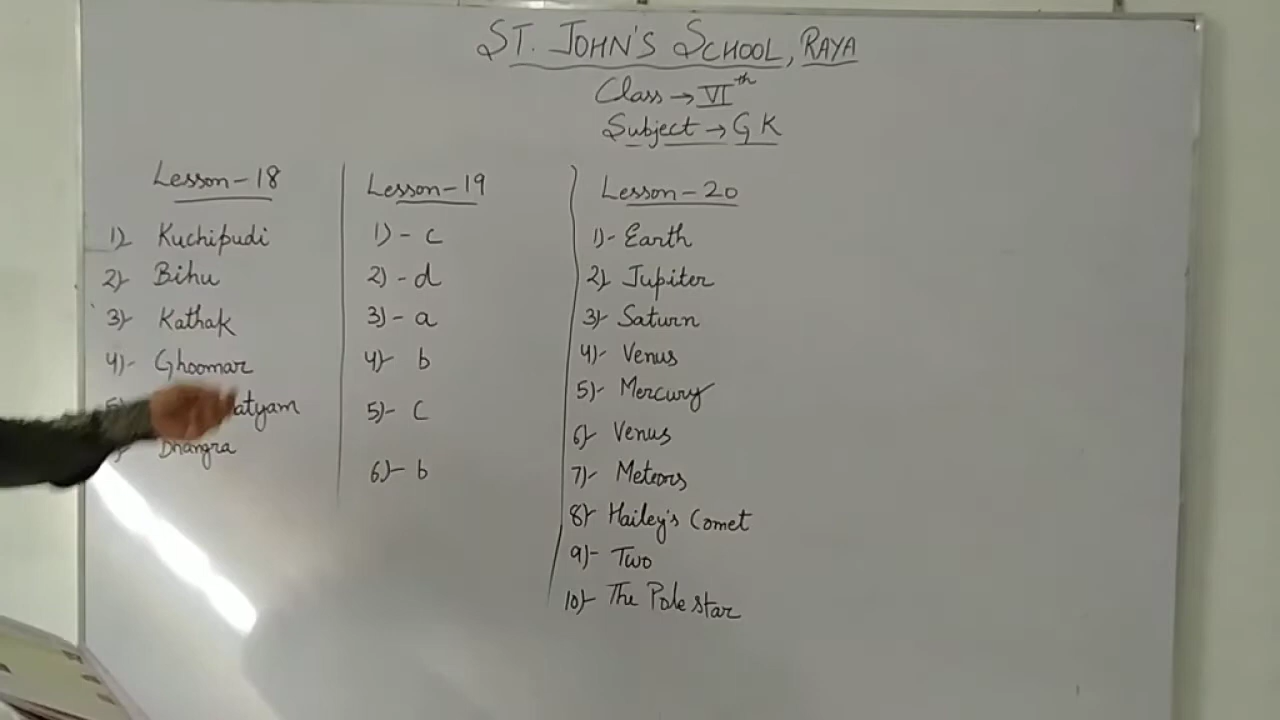 ST. JOHN'S SCHOOL, RAYA
Class → VIth
Subject → GK
Lesson-18
1) Kuchipudi
2) Bihu
3) Kathak
4)- Ghoomar
atyam
Bhangra
Lesson-19
1) - c
2) - d
3) - a
4)- b
5)- c
6)- b
Lesson-20
1)- Earth
2) Jupiter
3) Saturn
4)- Venus
5)- Mercury
6) Venus
7)- Meteors
8) Hailey's Comet
9)- Two
10)- The Pole star